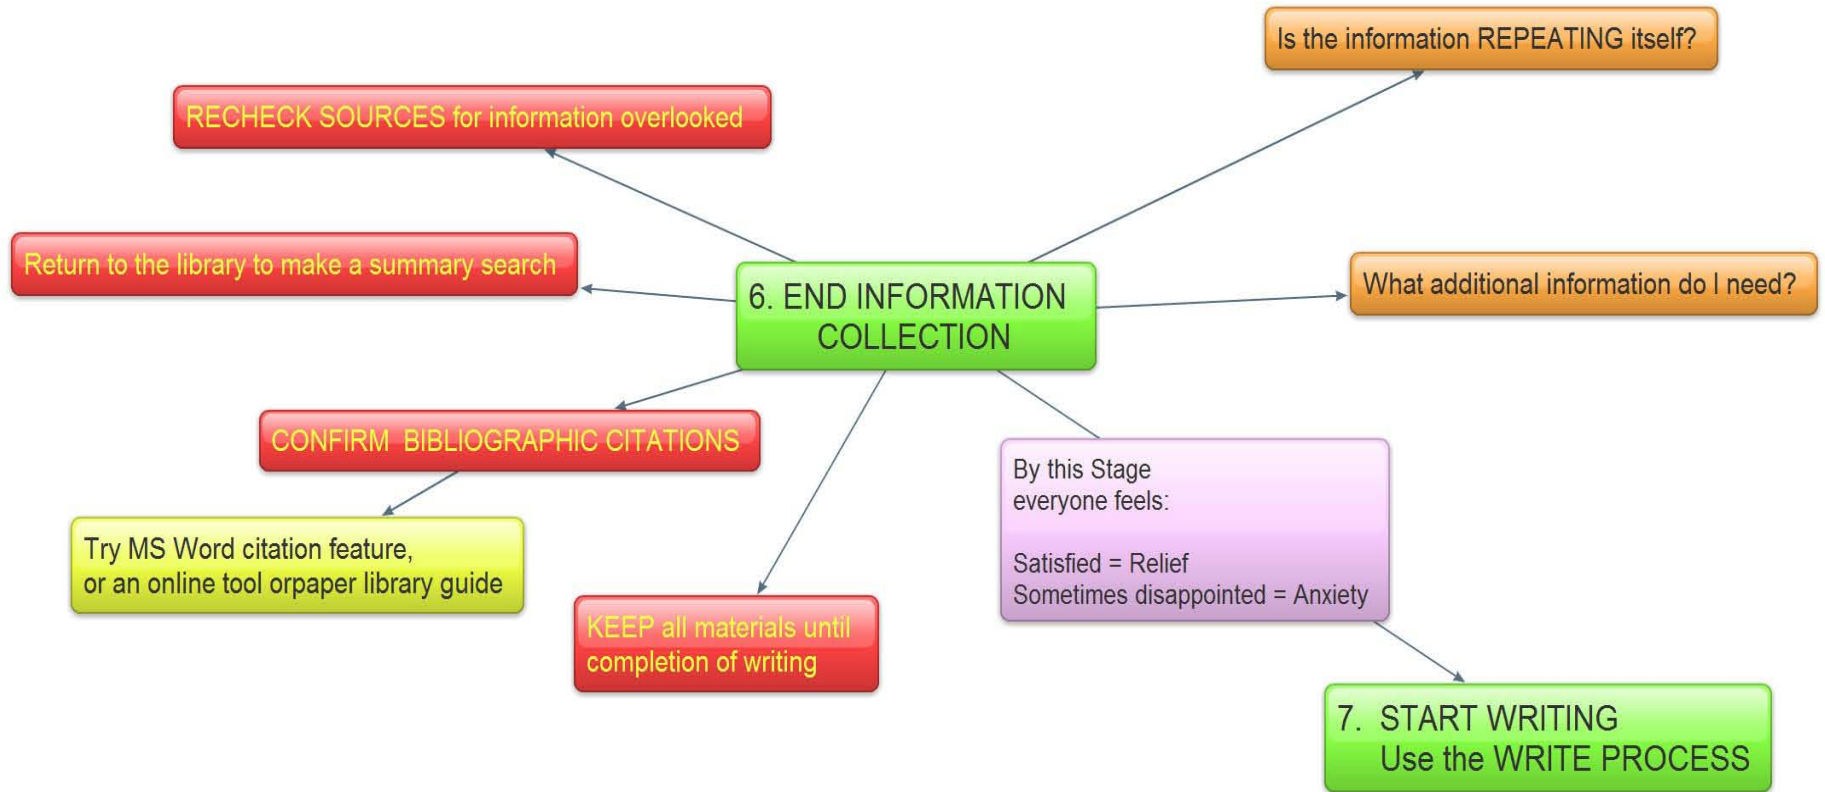 Is the information REPEATING itself?
RECHECK SOURCES for information overlooked
Return to the library to make a summary search
6. END INFORMATION
COLLECTION
What additional information do I need?
CONFIRM  BIBLIOGRAPHIC CITATIONS
By this Stage
everyone feels:
Satisfied = Relief
Sometimes disappointed = Anxiety
Try MS Word citation feature,
or an online tool orpaper library guide
KEEP all materials until
completion of writing
7.  START WRITING
Use the WRITE PROCESS